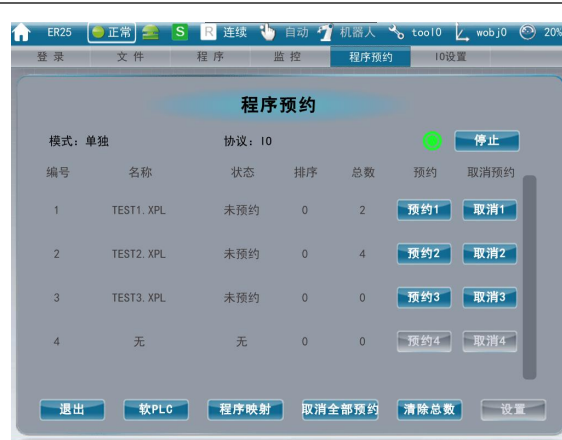 ER25 正常 S R 连续 自动 机器人 tool0 wobj0 20%
登录 文件 程序 监控 程序预约 IO设置
程序预约
模式：单独 协议：IO 停止
编号 名称 状态 排序 总数 预约 取消预约
1 TEST1.XPL 未预约 0 2 预约1 取消1
2 TEST2.XPL 未预约 0 4 预约2 取消2
3 TEST3.XPL 未预约 0 0 预约3 取消3
4 无 无 0 0 预约4 取消4
退出 软PLC 程序映射 取消全部预约 清除总数 设置